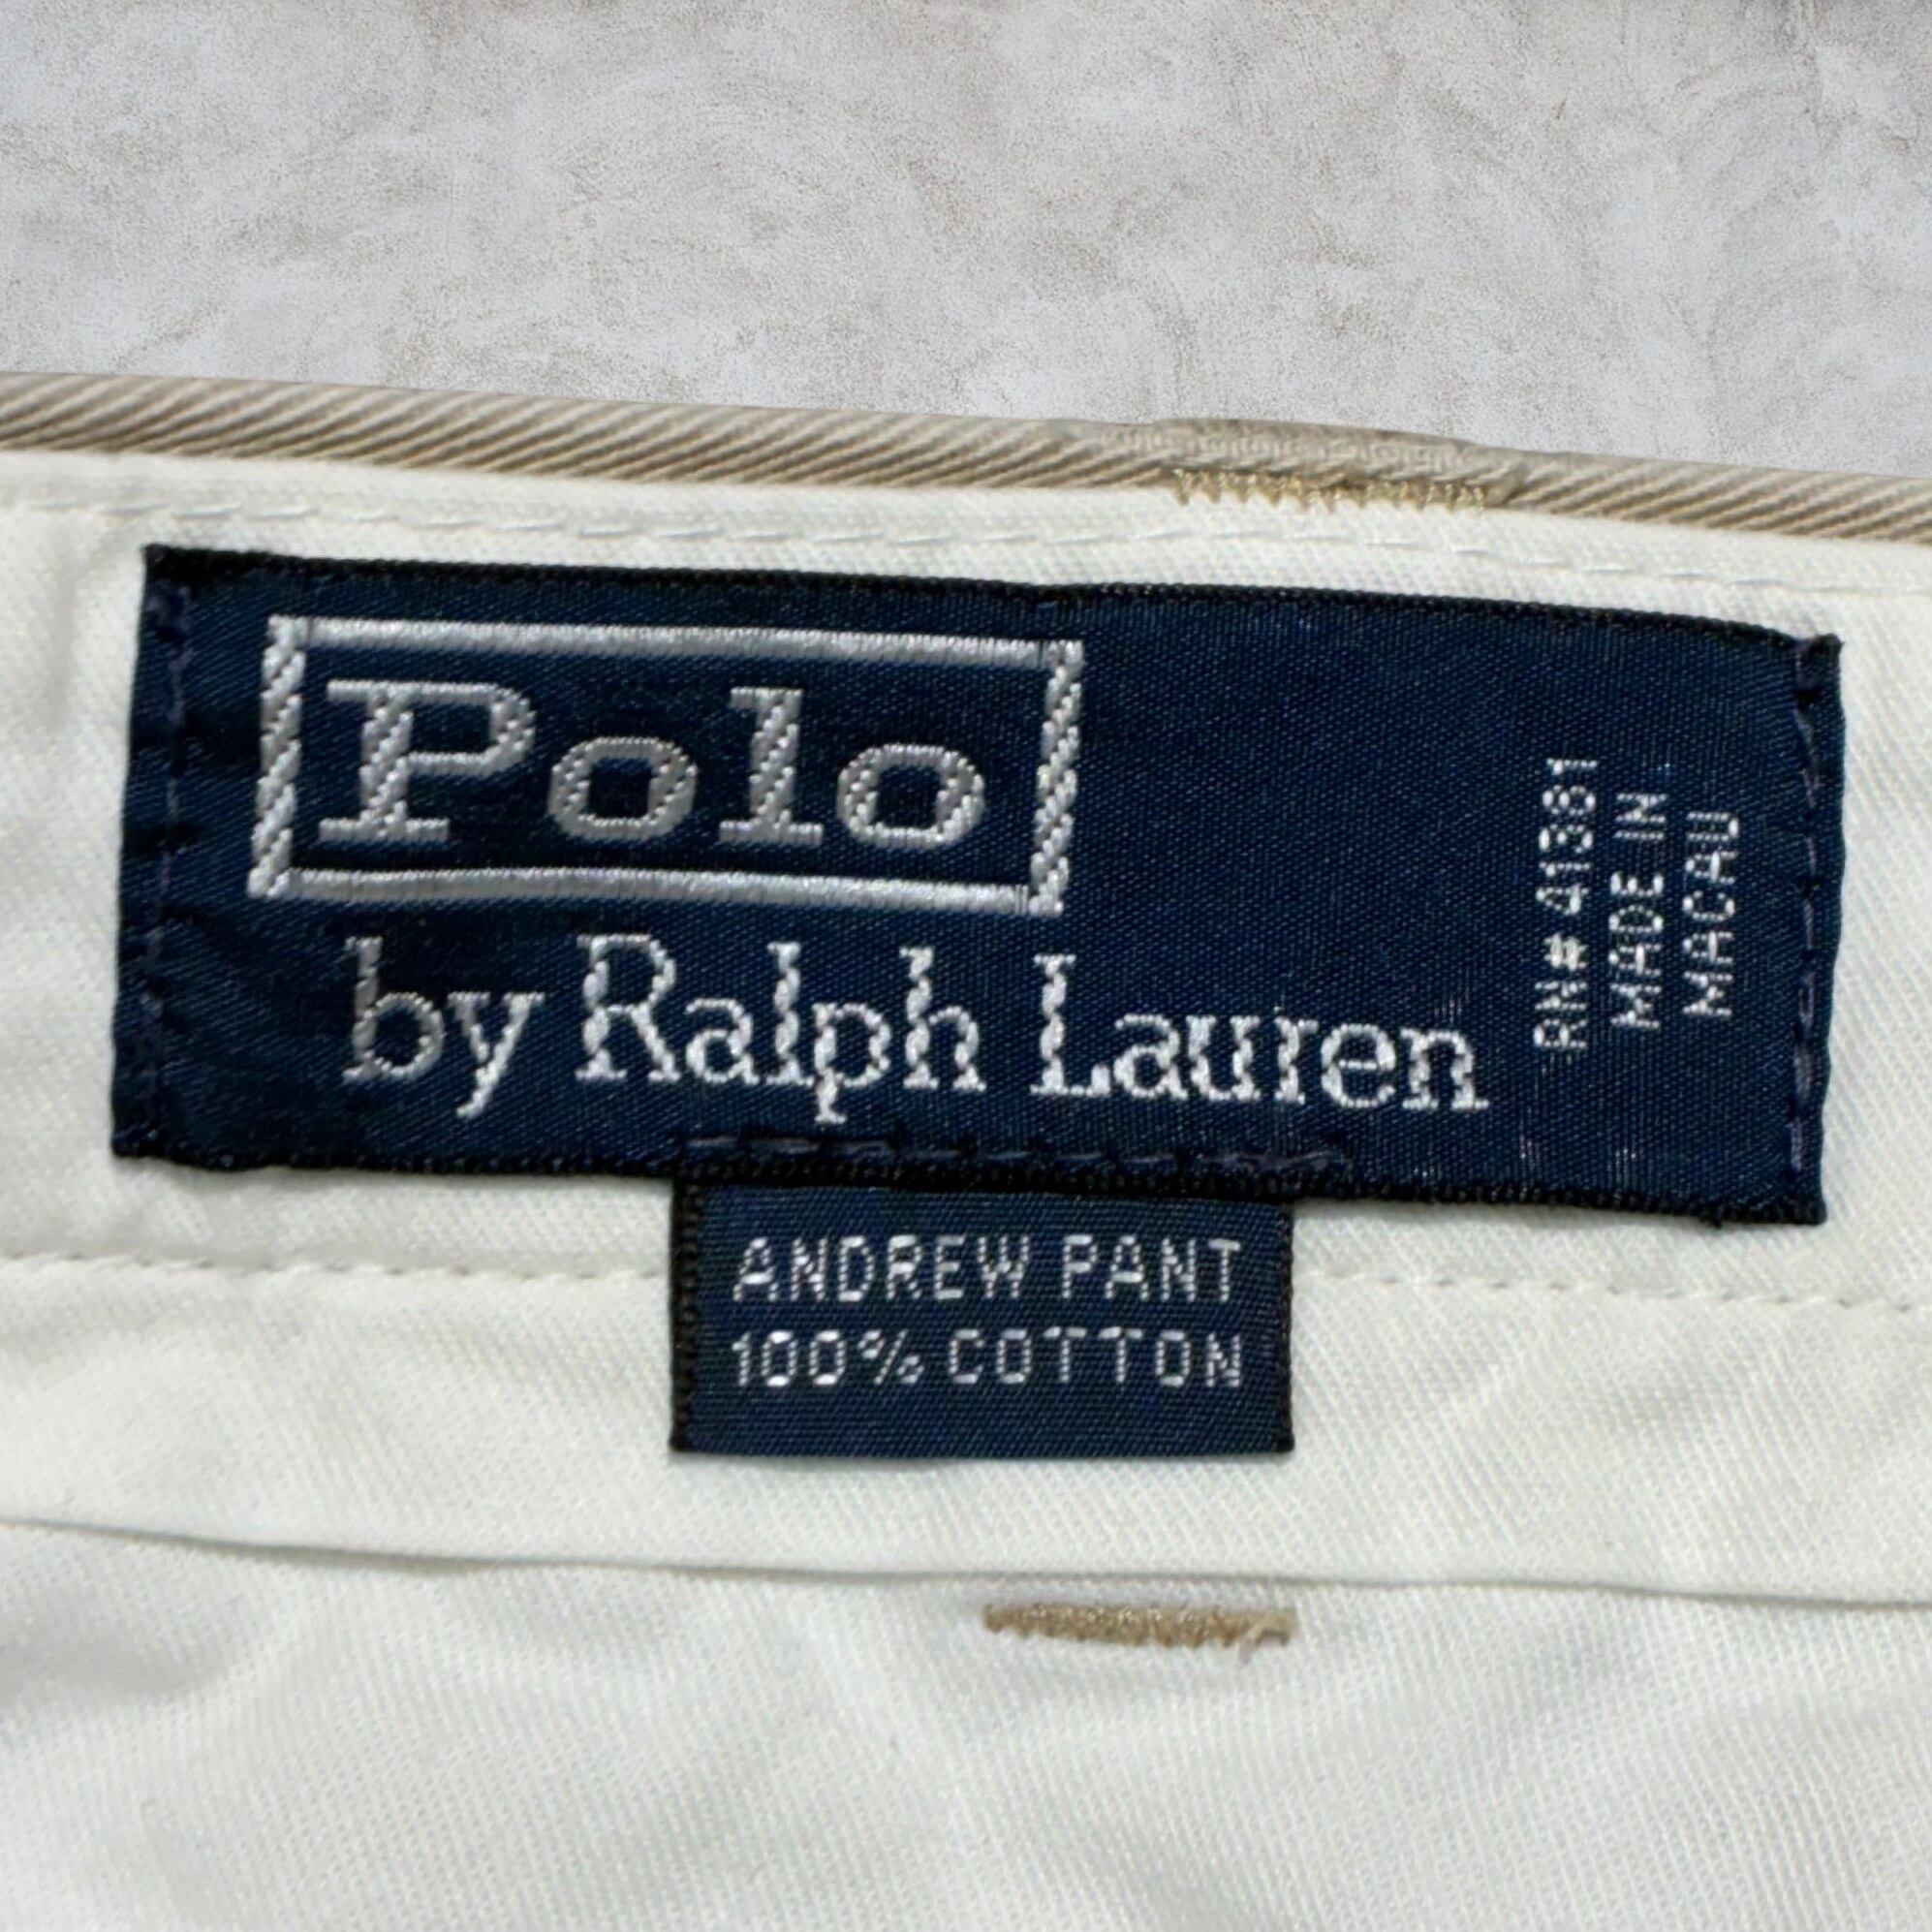 Polo
by Ralph Lauren
RN# 41381
MADE IN
MACAU
ANDREW PANT
100% COTTON